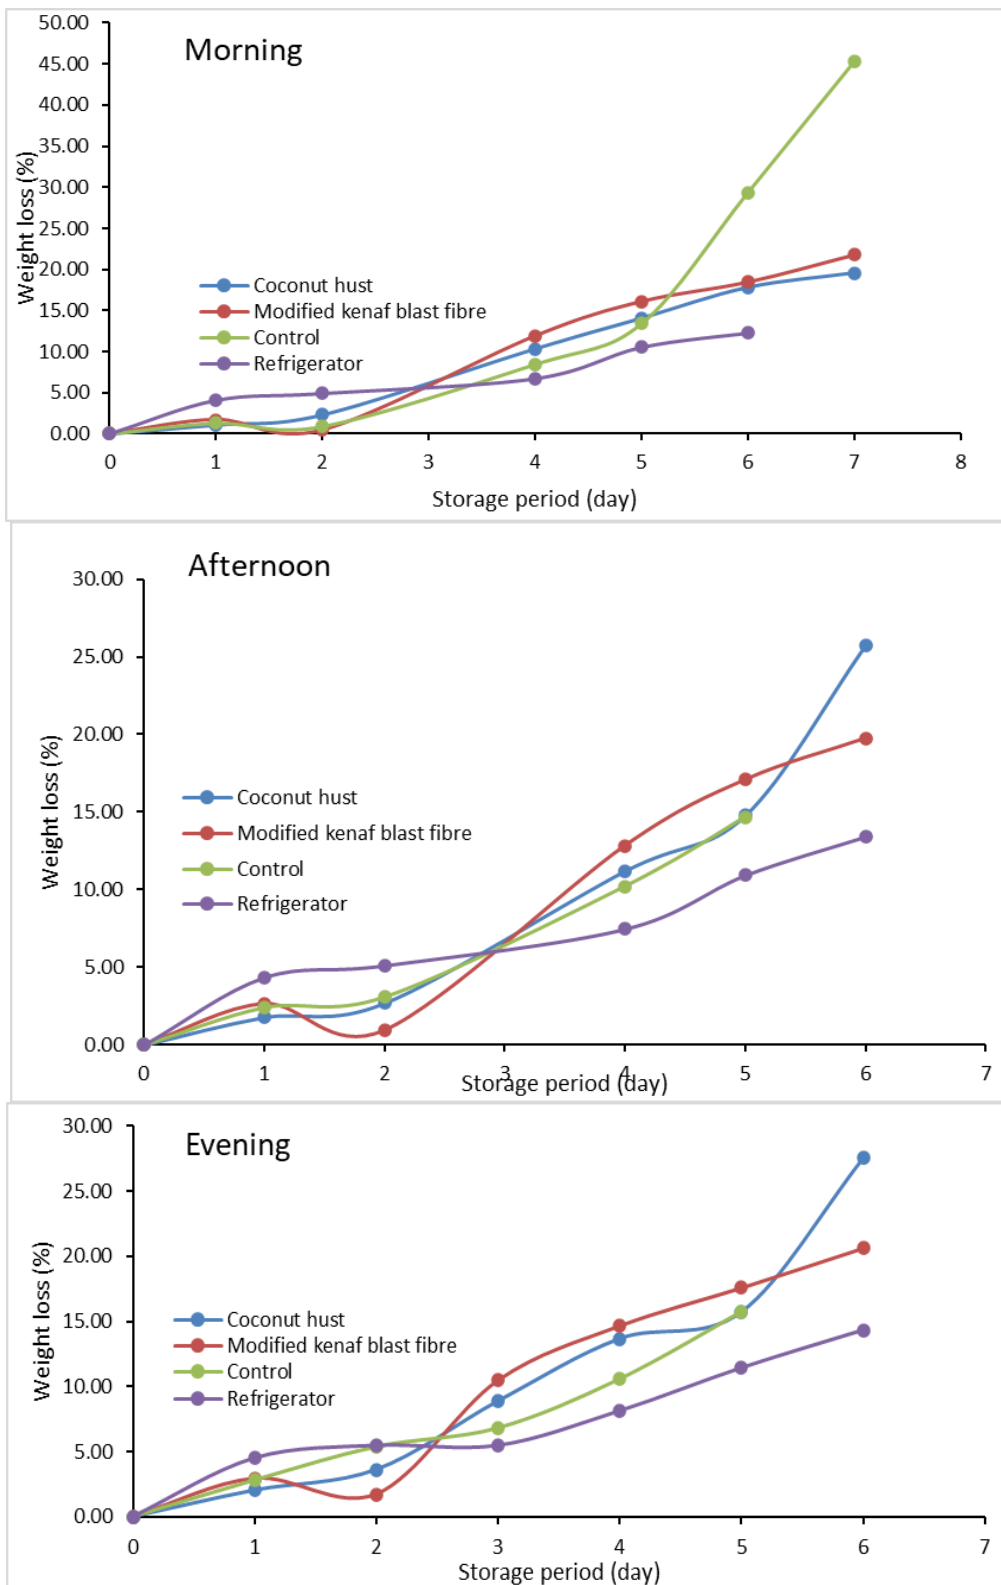 Morning
50.00
45.00
40.00
35.00
30.00
25.00
20.00
15.00
10.00
5.00
0.00
Weight loss (%)
Coconut hust
Modified kenaf blast fibre
Control
Refrigerator
0 1 2 3 4 5 6 7 8
Storage period (day)
Afternoon
30.00
25.00
20.00
15.00
10.00
5.00
0.00
Weight loss (%)
Coconut hust
Modified kenaf blast fibre
Control
Refrigerator
0 1 2 3 4 5 6 7
Storage period (day)
Evening
30.00
25.00
20.00
15.00
10.00
5.00
0.00
Weight loss (%)
Coconut hust
Modified kenaf blast fibre
Control
Refrigerator
0 1 2 3 4 5 6 7
Storage period (day)